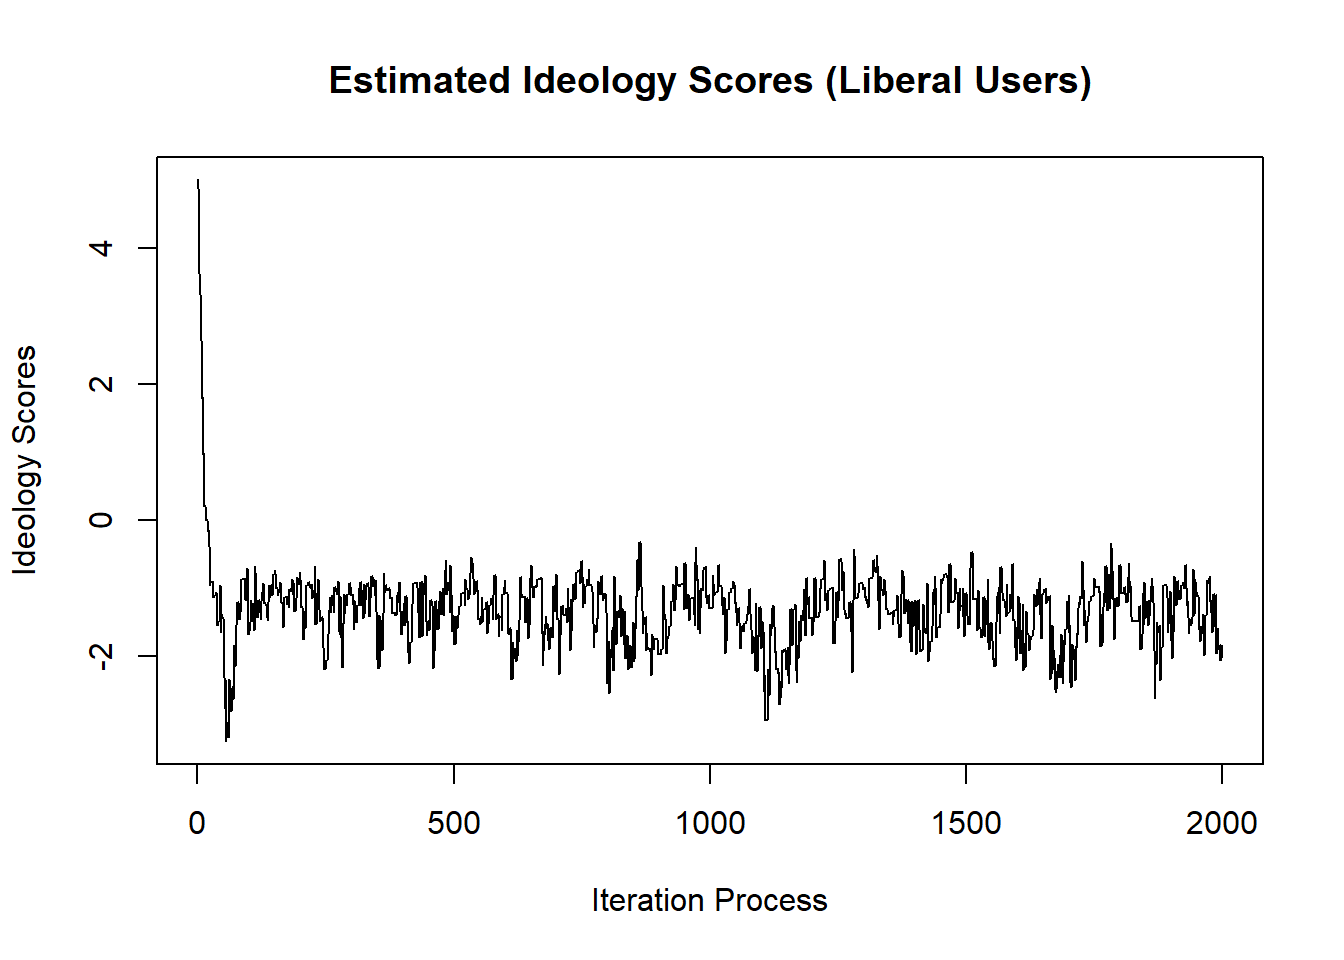 Estimated Ideology Scores (Liberal Users)
Ideology Scores
4
2
0
-2
0 500 1000 1500 2000
Iteration Process